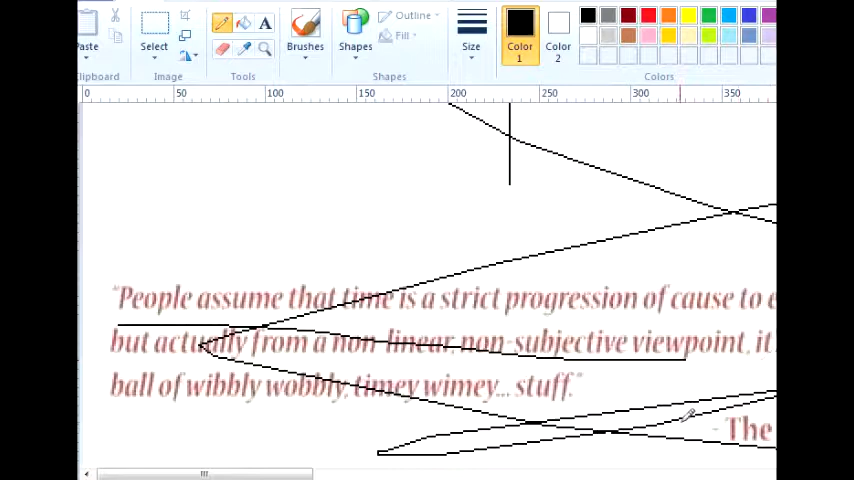 Paste
Select
Brushes
Shapes
Outline
Fill
Size
Color 1
Color 2
Clipboard
Image
Tools
Shapes
Colors
0 50 100 150 200 250 300 350
"People assume that time is a strict progression of cause to e
but actually from a non-linear, non-subjective viewpoint, it
ball of wibbly wobbly, timey wimey... stuff."
- The